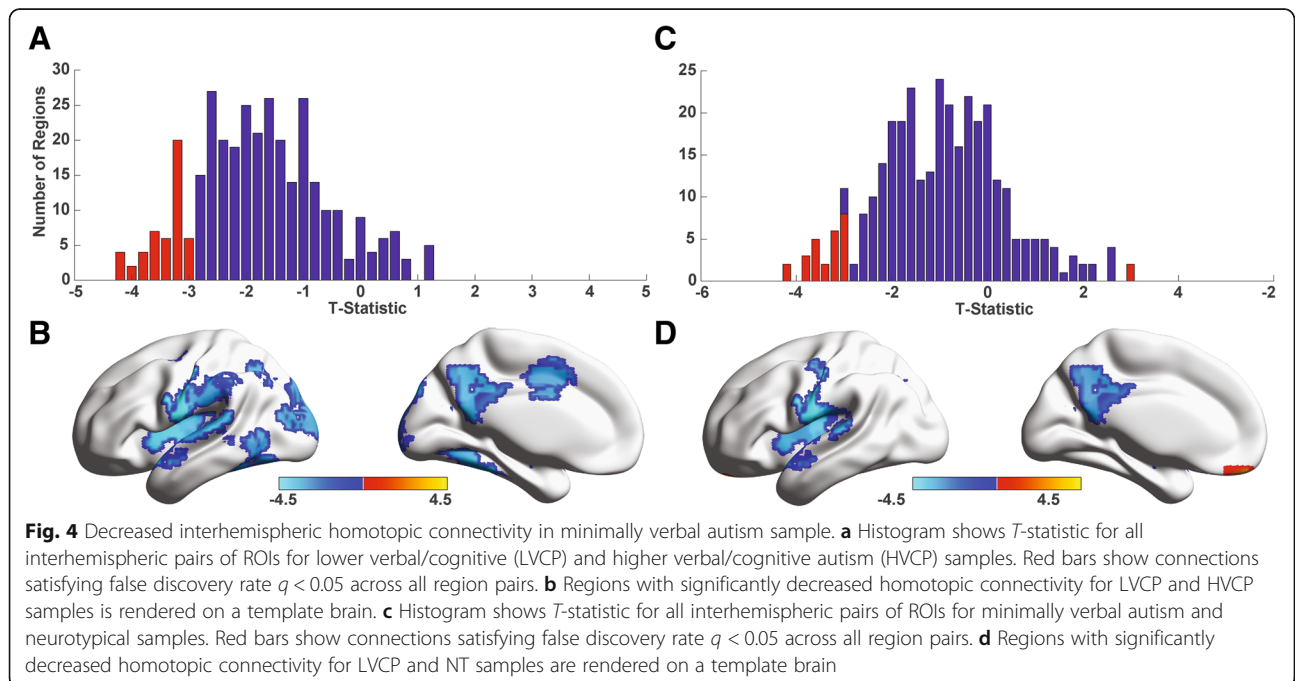 A
C
30
25
20
15
10
5
0
Number of Regions
-5
-4
-3
-2
-1
0
1
2
3
4
5
T-Statistic
25
20
15
10
5
0
-6
-4
-2
0
2
4
-2
T-Statistic
B
D
-4.5
4.5
-4.5
4.5
Fig. 4 Decreased interhemispheric homotopic connectivity in minimally verbal autism sample. a Histogram shows T-statistic for all
interhemispheric pairs of ROIs for lower verbal/cognitive (LVCP) and higher verbal/cognitive autism (HVCP) samples. Red bars show connections
satisfying false discovery rate q < 0.05 across all region pairs. b Regions with significantly decreased homotopic connectivity for LVCP and HVCP
samples is rendered on a template brain. c Histogram shows T-statistic for all interhemispheric pairs of ROIs for minimally verbal autism and
neurotypical samples. Red bars show connections satisfying false discovery rate q < 0.05 across all region pairs. d Regions with significantly
decreased homotopic connectivity for LVCP and NT samples are rendered on a template brain